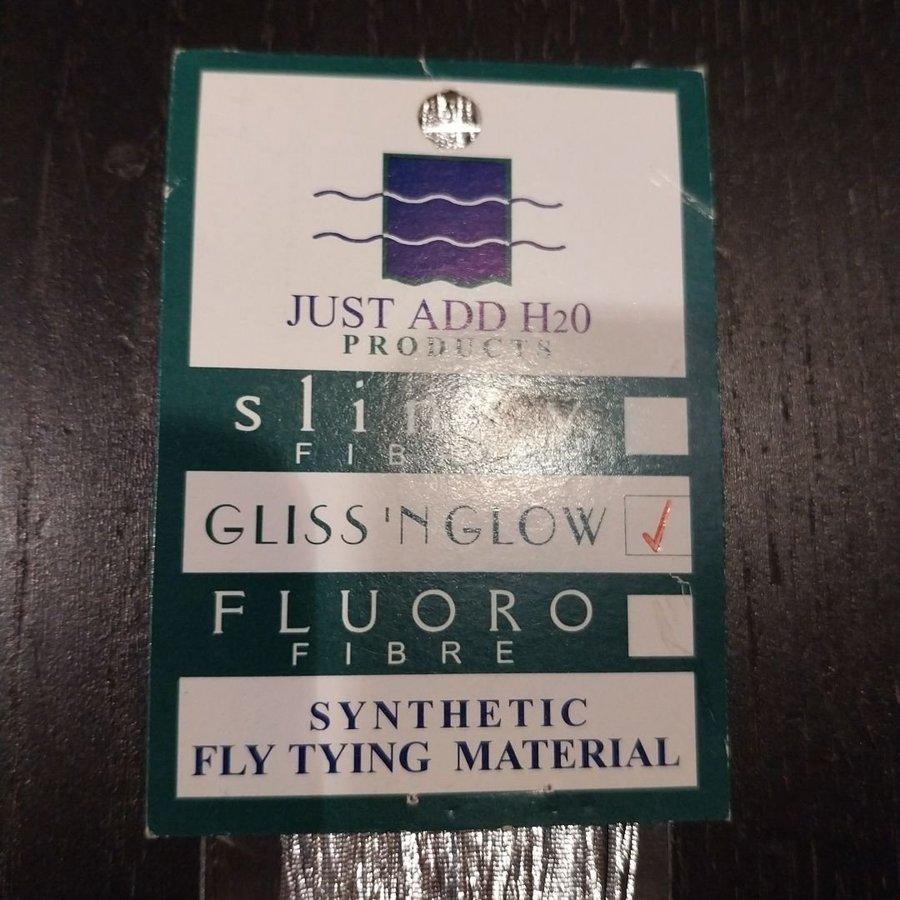 JUST ADD H20
PRODUCTS
GLISS 'N GLOW
FLUORO
FIBRE
SYNTHETIC
FLY TYING MATERIAL